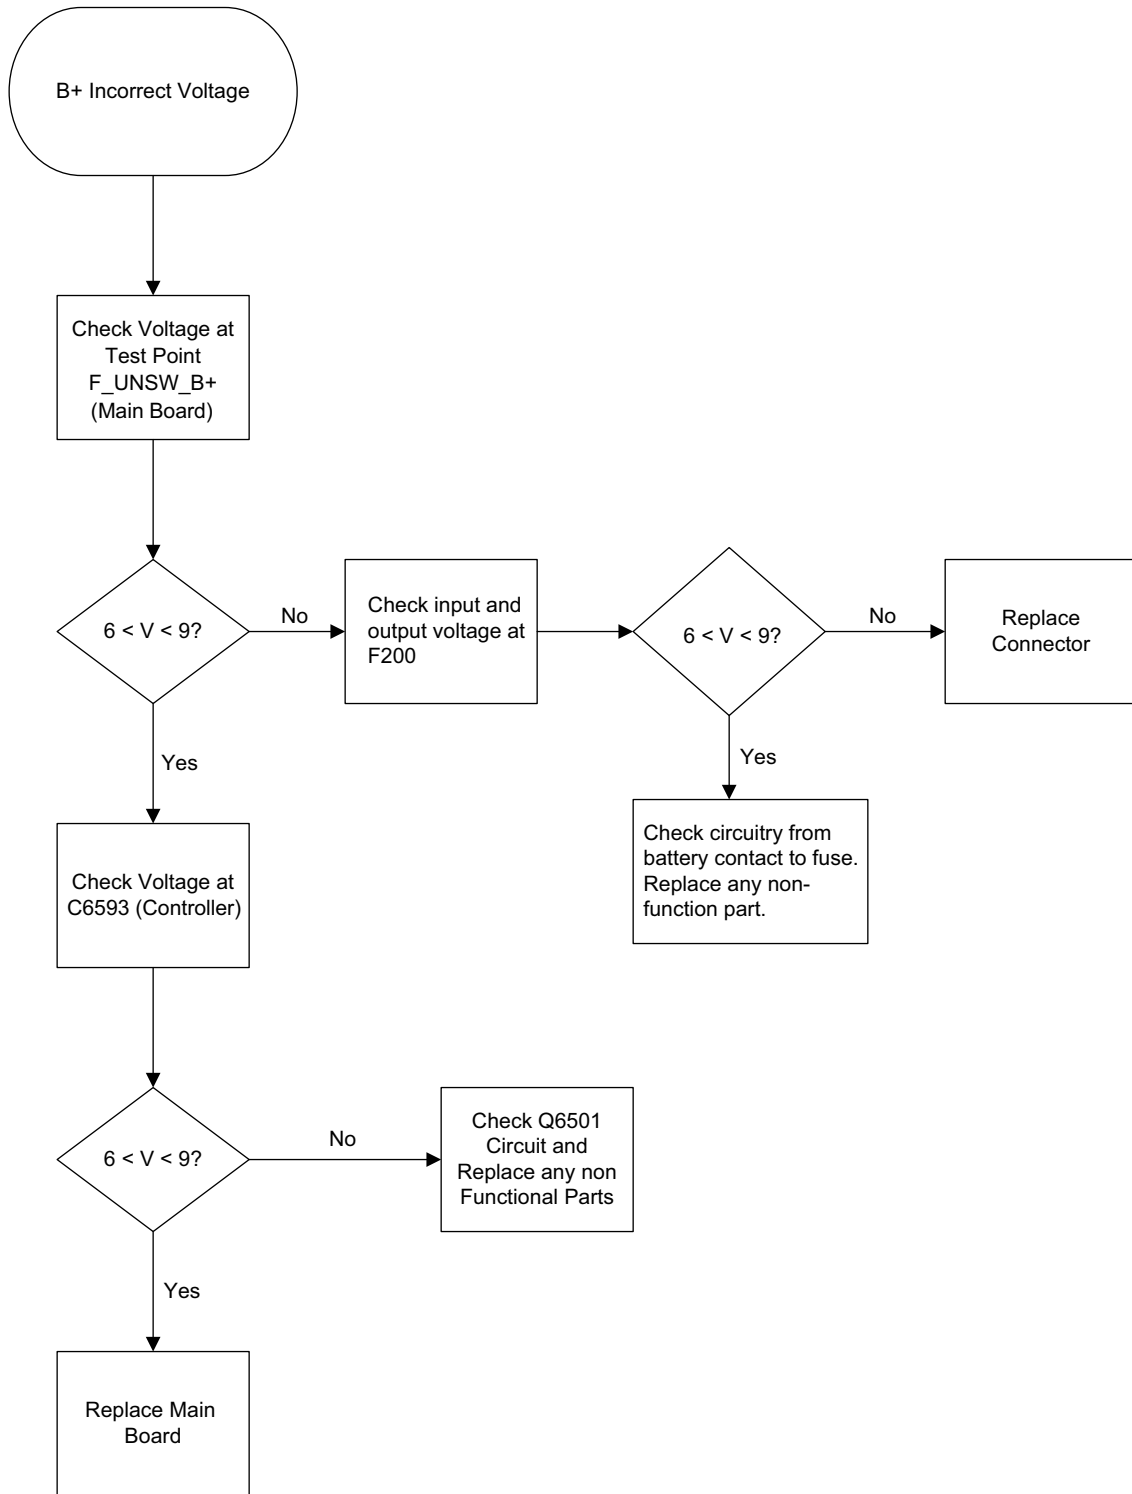 B+ Incorrect Voltage
Check Voltage at
Test Point
F_UNSW_B+
(Main Board)
6 < V < 9?
No
Check input and
output voltage at
F200
6 < V < 9?
No
Replace
Connector
Yes
Yes
Check circuitry from
battery contact to fuse.
Replace any non-
function part.
Check Voltage at
C6593 (Controller)
6 < V < 9?
No
Check Q6501
Circuit and
Replace any non
Functional Parts
Yes
Replace Main
Board